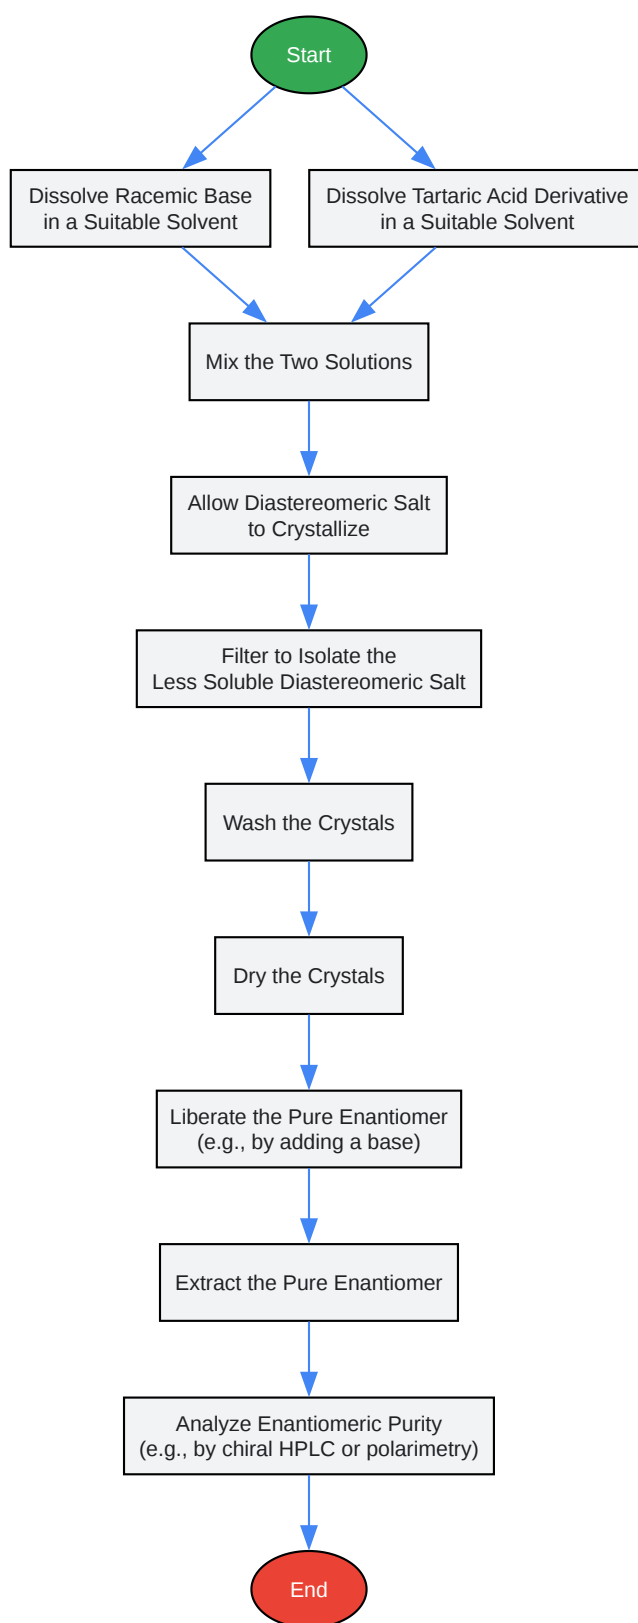 Start
Dissolve Racemic Base
in a Suitable Solvent
Dissolve Tartaric Acid Derivative
in a Suitable Solvent
Mix the Two Solutions
Allow Diastereomeric Salt
to Crystallize
Filter to Isolate the
Less Soluble Diastereomeric Salt
Wash the Crystals
Dry the Crystals
Liberate the Pure Enantiomer
(e.g., by adding a base)
Extract the Pure Enantiomer
Analyze Enantiomeric Purity
(e.g., by chiral HPLC or polarimetry)
End